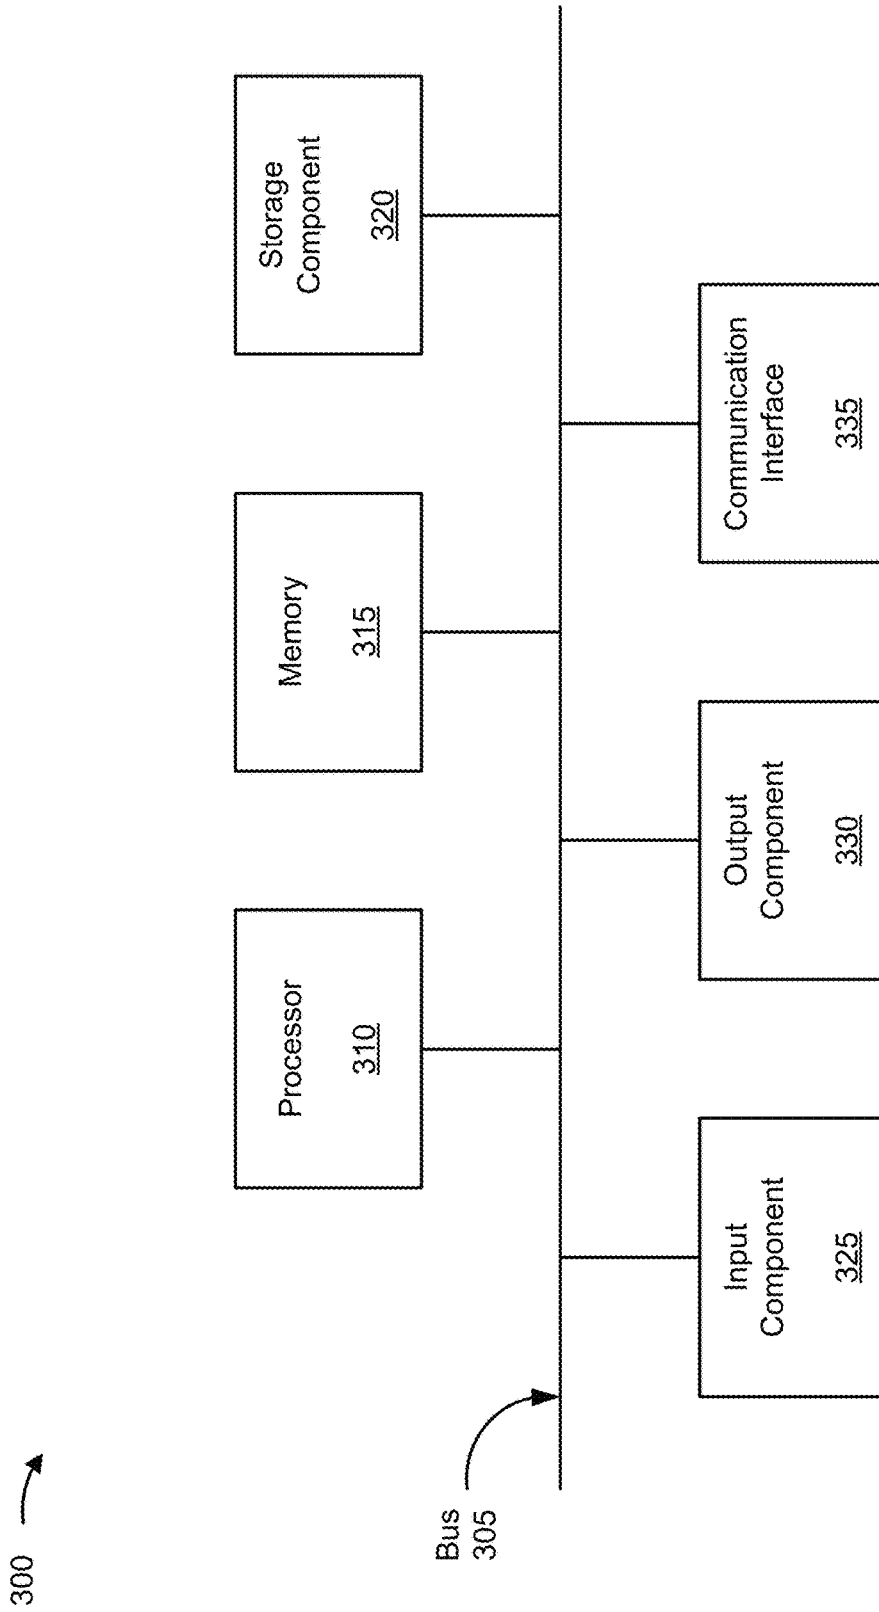 300
Processor
310
Memory
315
Storage
Component
320
Bus
305
Input
Component
325
Output
Component
330
Communication
Interface
335